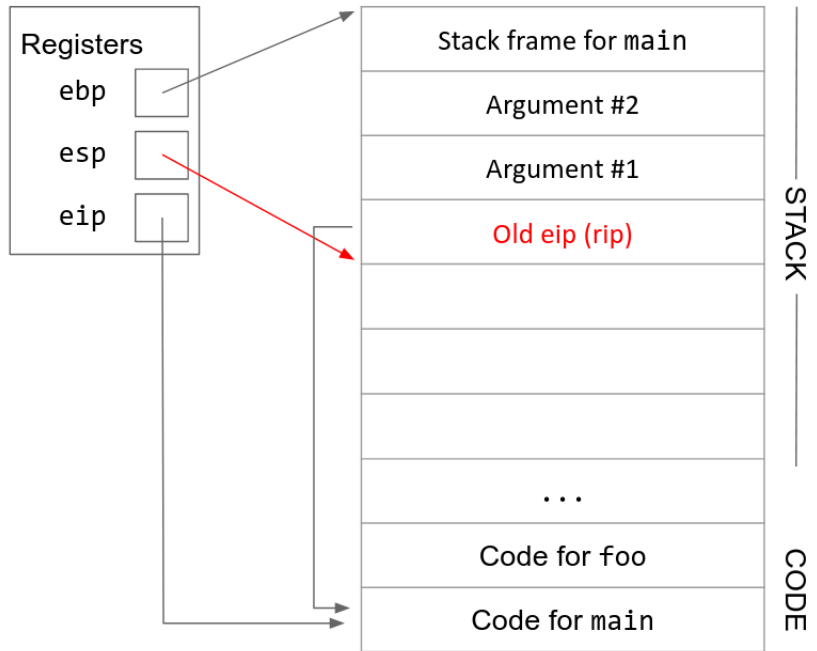 Registers
ebp
esp
eip
Stack frame for main
Argument #2
Argument #1
Old eip (rip)
...
Code for foo
Code for main
STACK
CODE